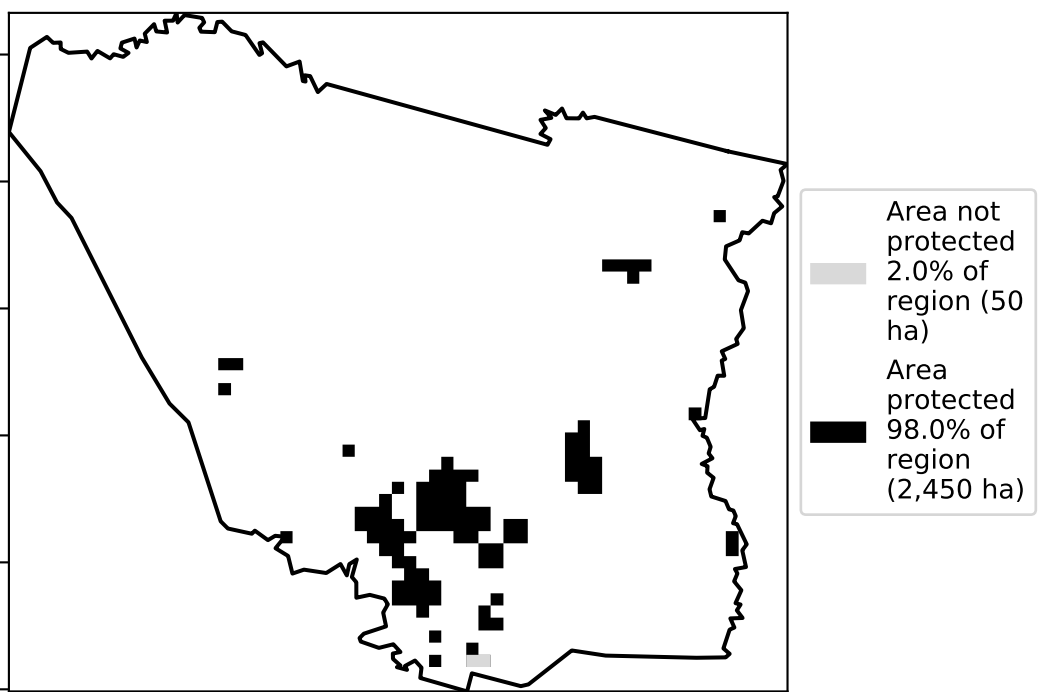 Area not
protected
2.0% of
region (50
ha)
Area
protected
98.0% of
region
(2,450 ha)